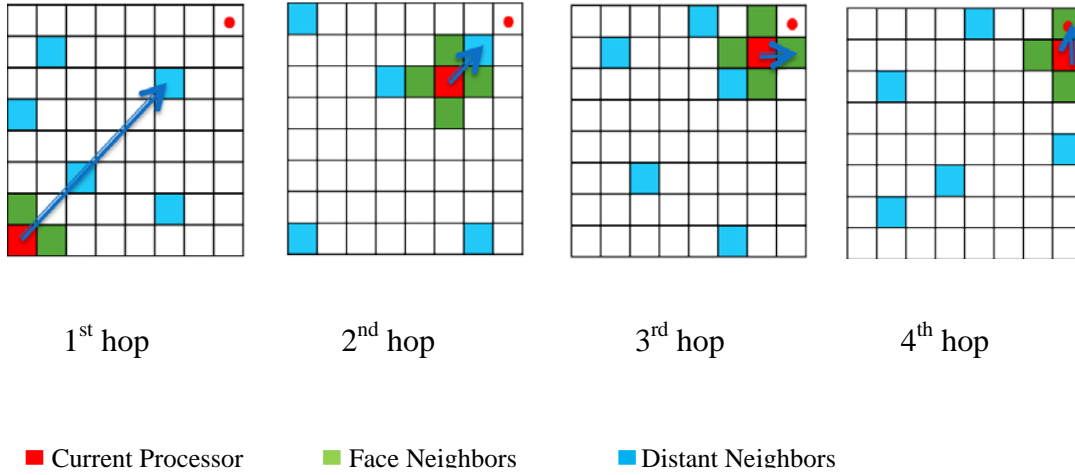 1st hop 2nd hop 3rd hop 4th hop
Current Processor Face Neighbors Distant Neighbors